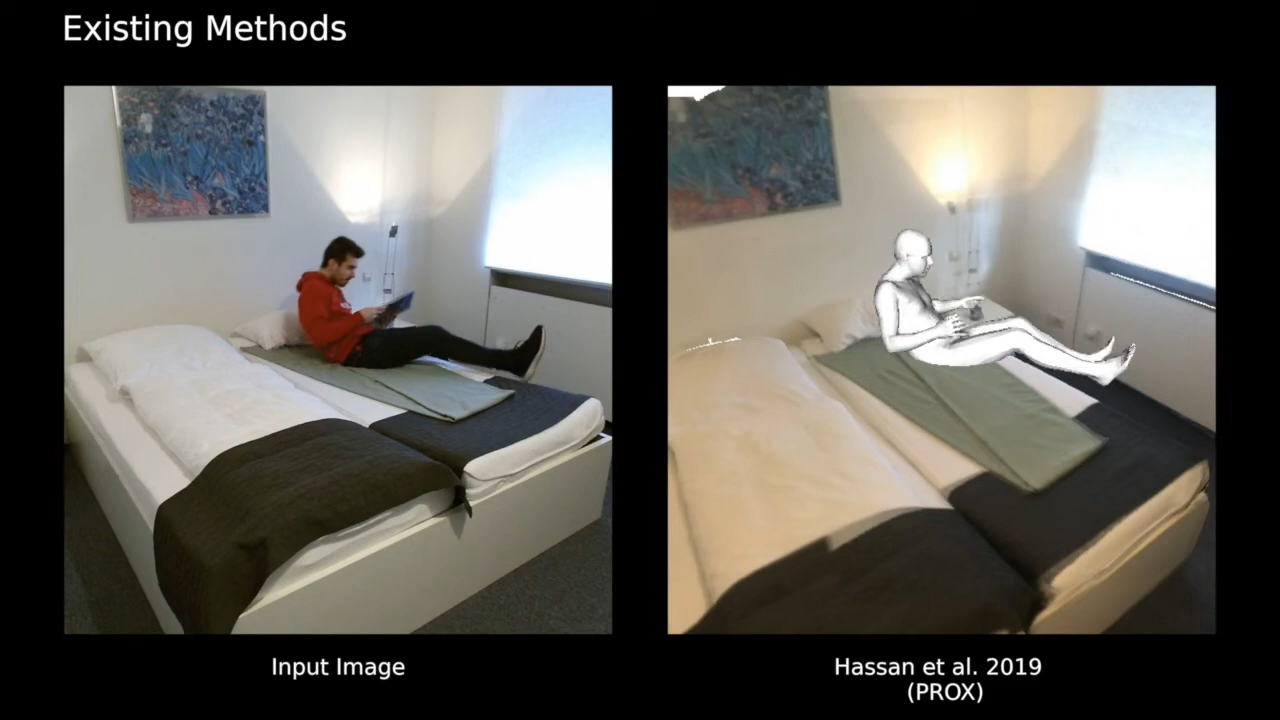 Existing Methods
Input Image
Hassan et al. 2019
(PROX)